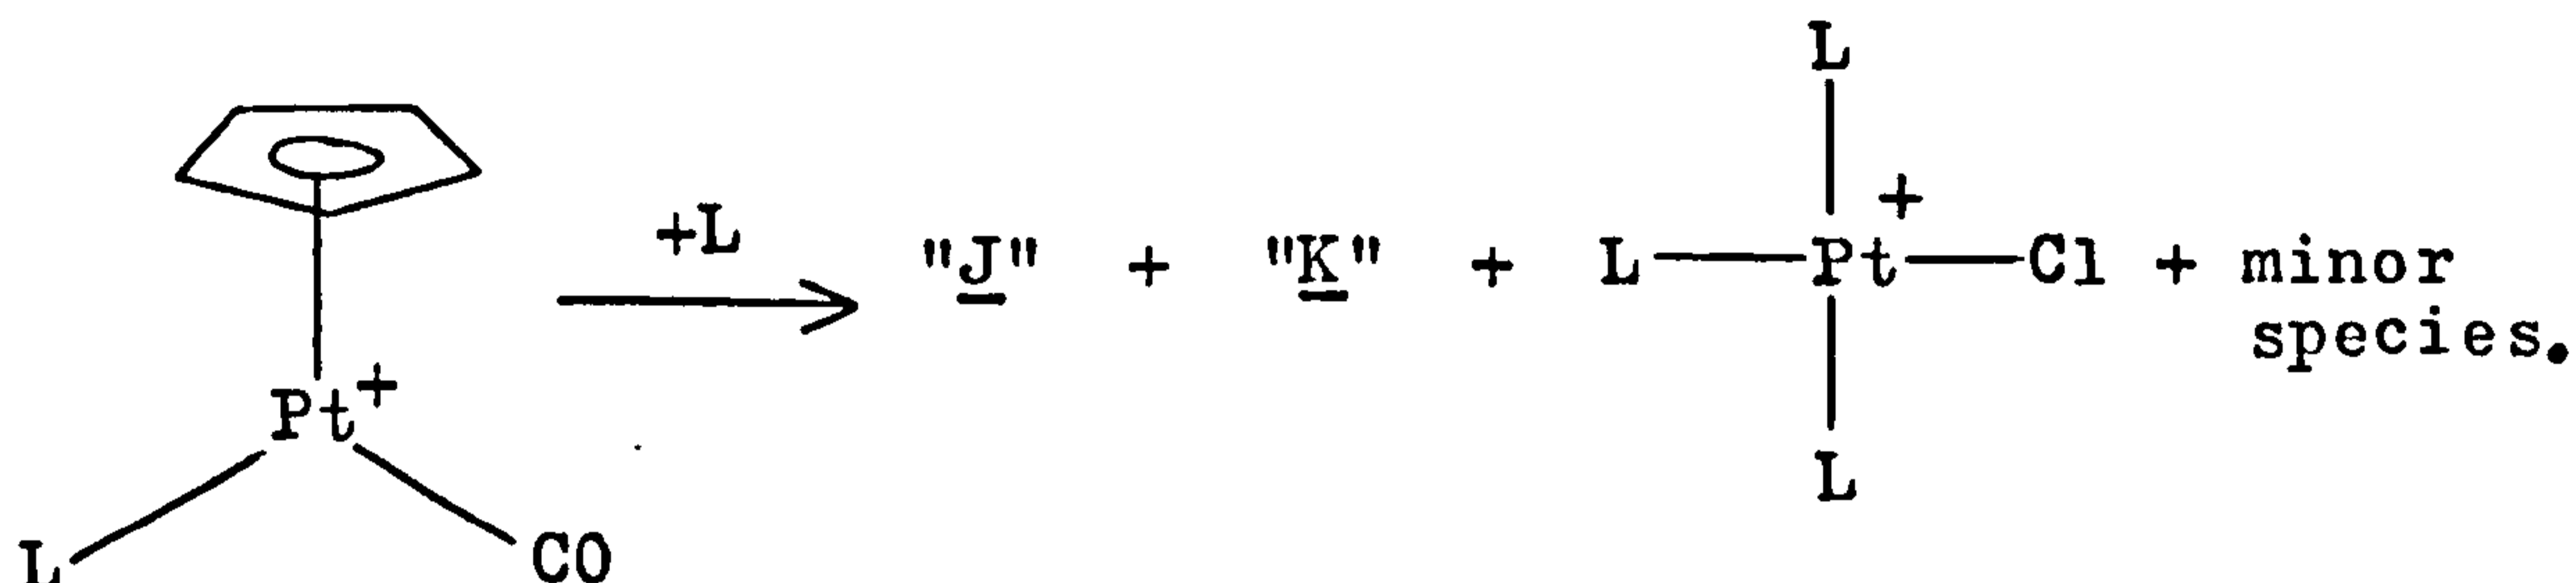 L
+L
"J" + "K" + L Pt+ Cl + minor
species.
Pt+
L
L CO